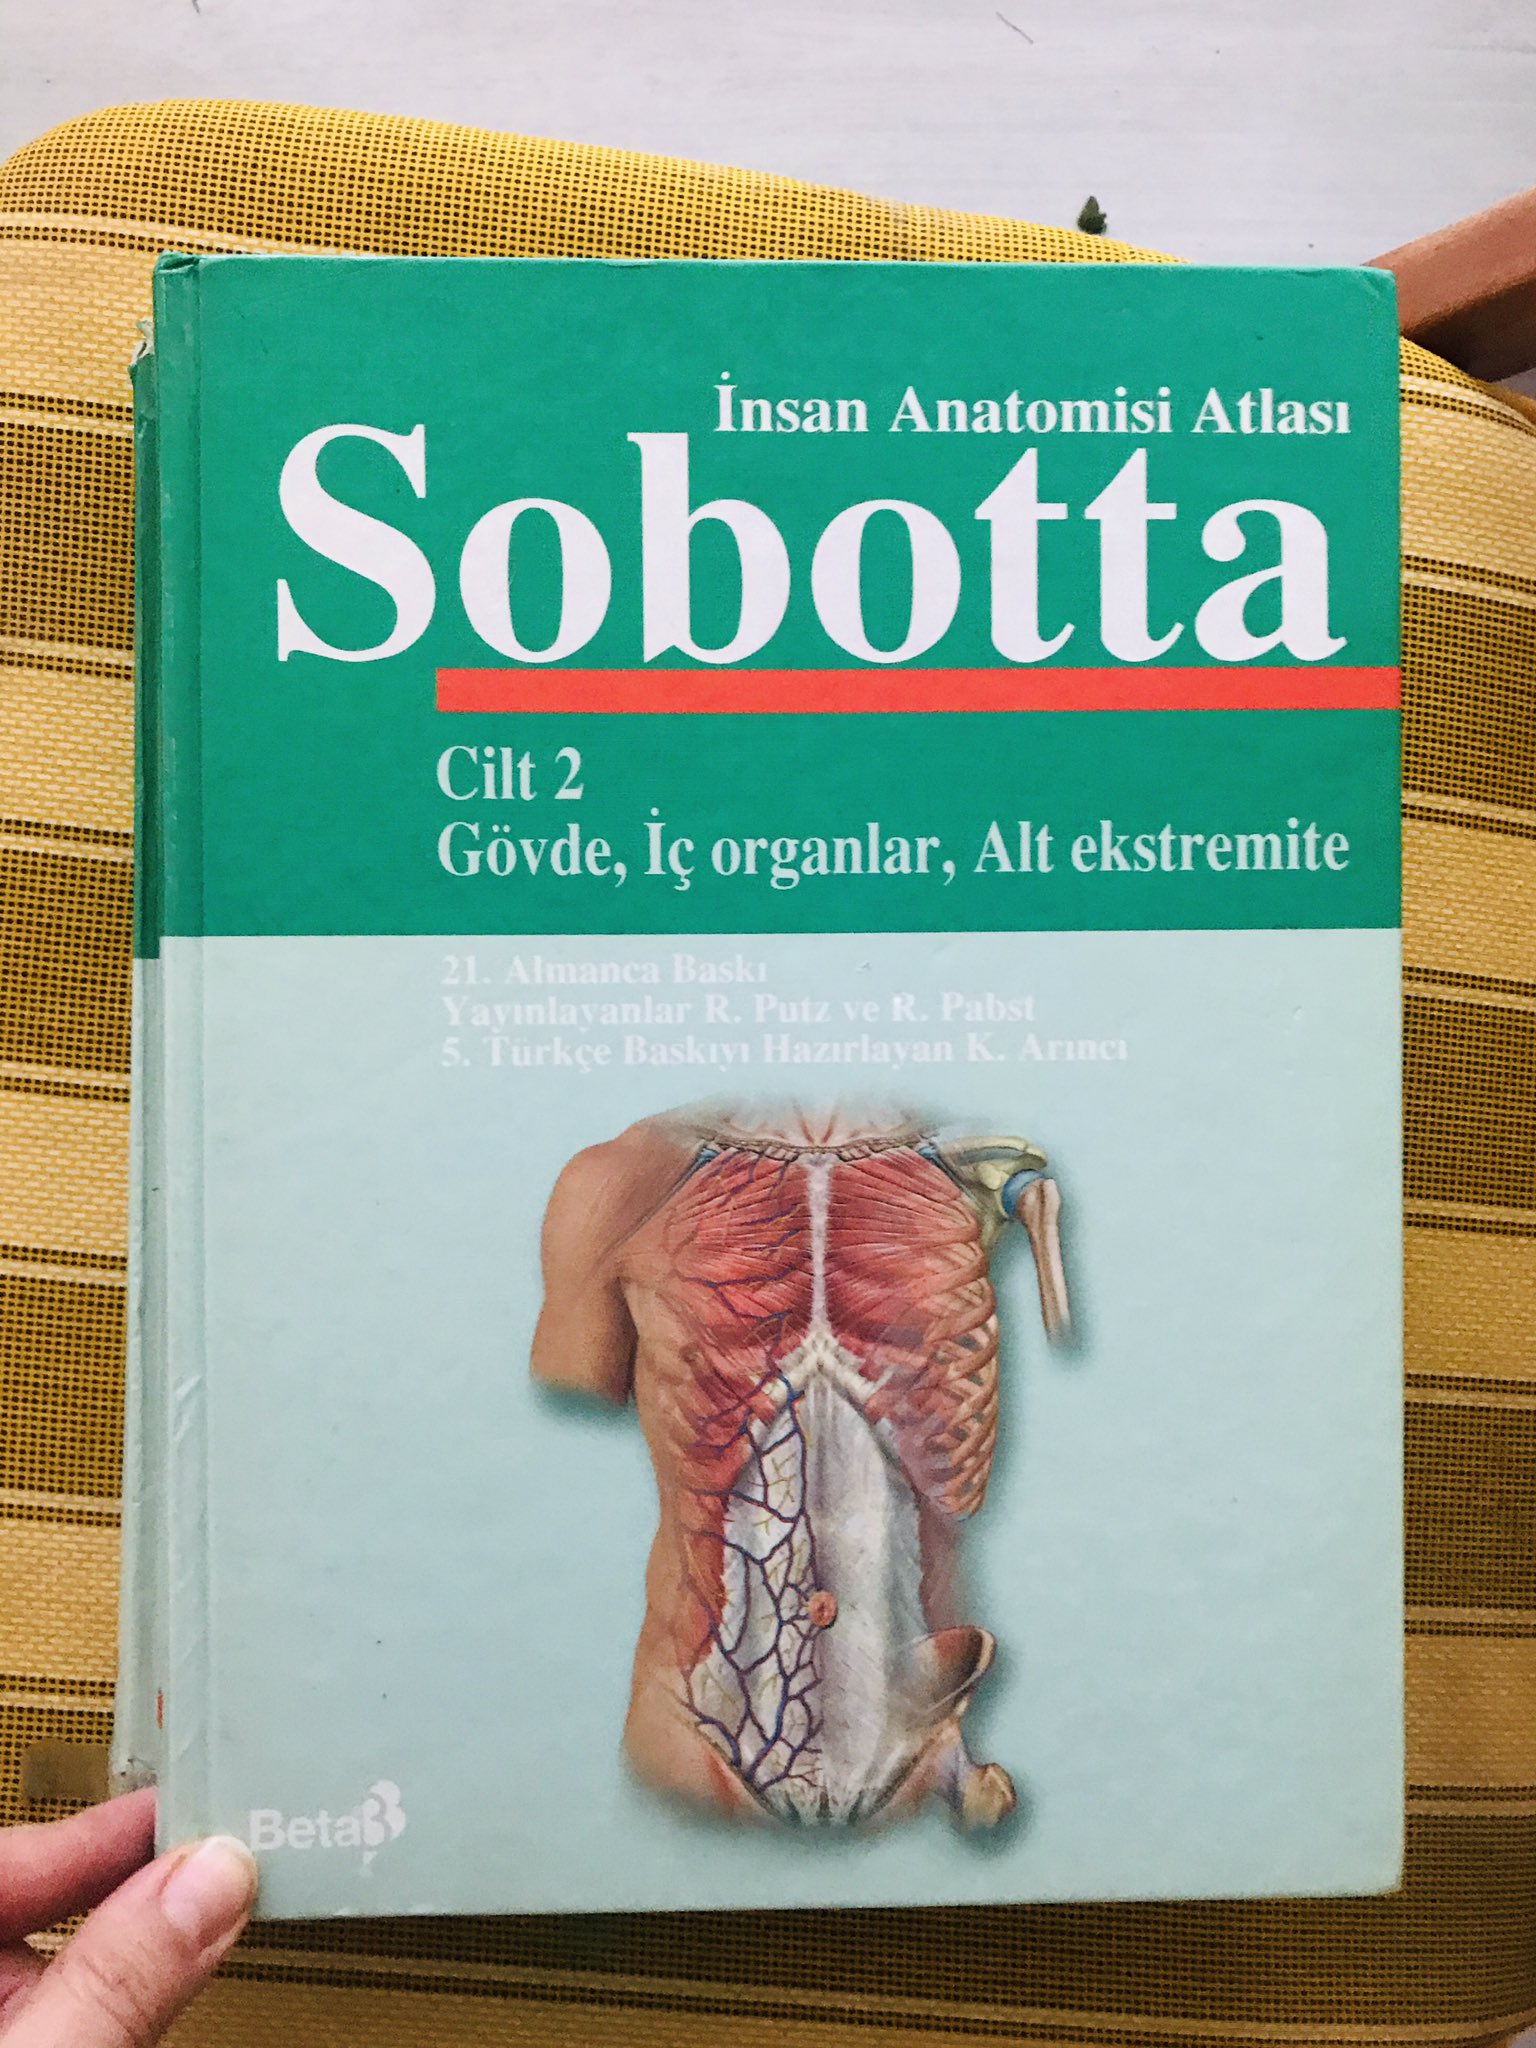 İnsan Anatomisi Atlası
Sobotta
Cilt 2
Gövde, İç organlar, Alt ekstremite
21. Almanca Baskı
Yayınlayanlar R. Putz ve R. Pabst
5. Türkçe Baskıyı Hazırlayan K. Arıncı
Beta